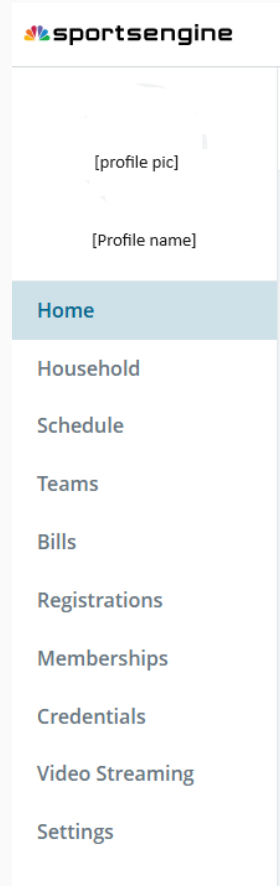 sportsengine
[profile pic]
[Profile name]
Home
Household
Schedule
Teams
Bills
Registrations
Memberships
Credentials
Video Streaming
Settings